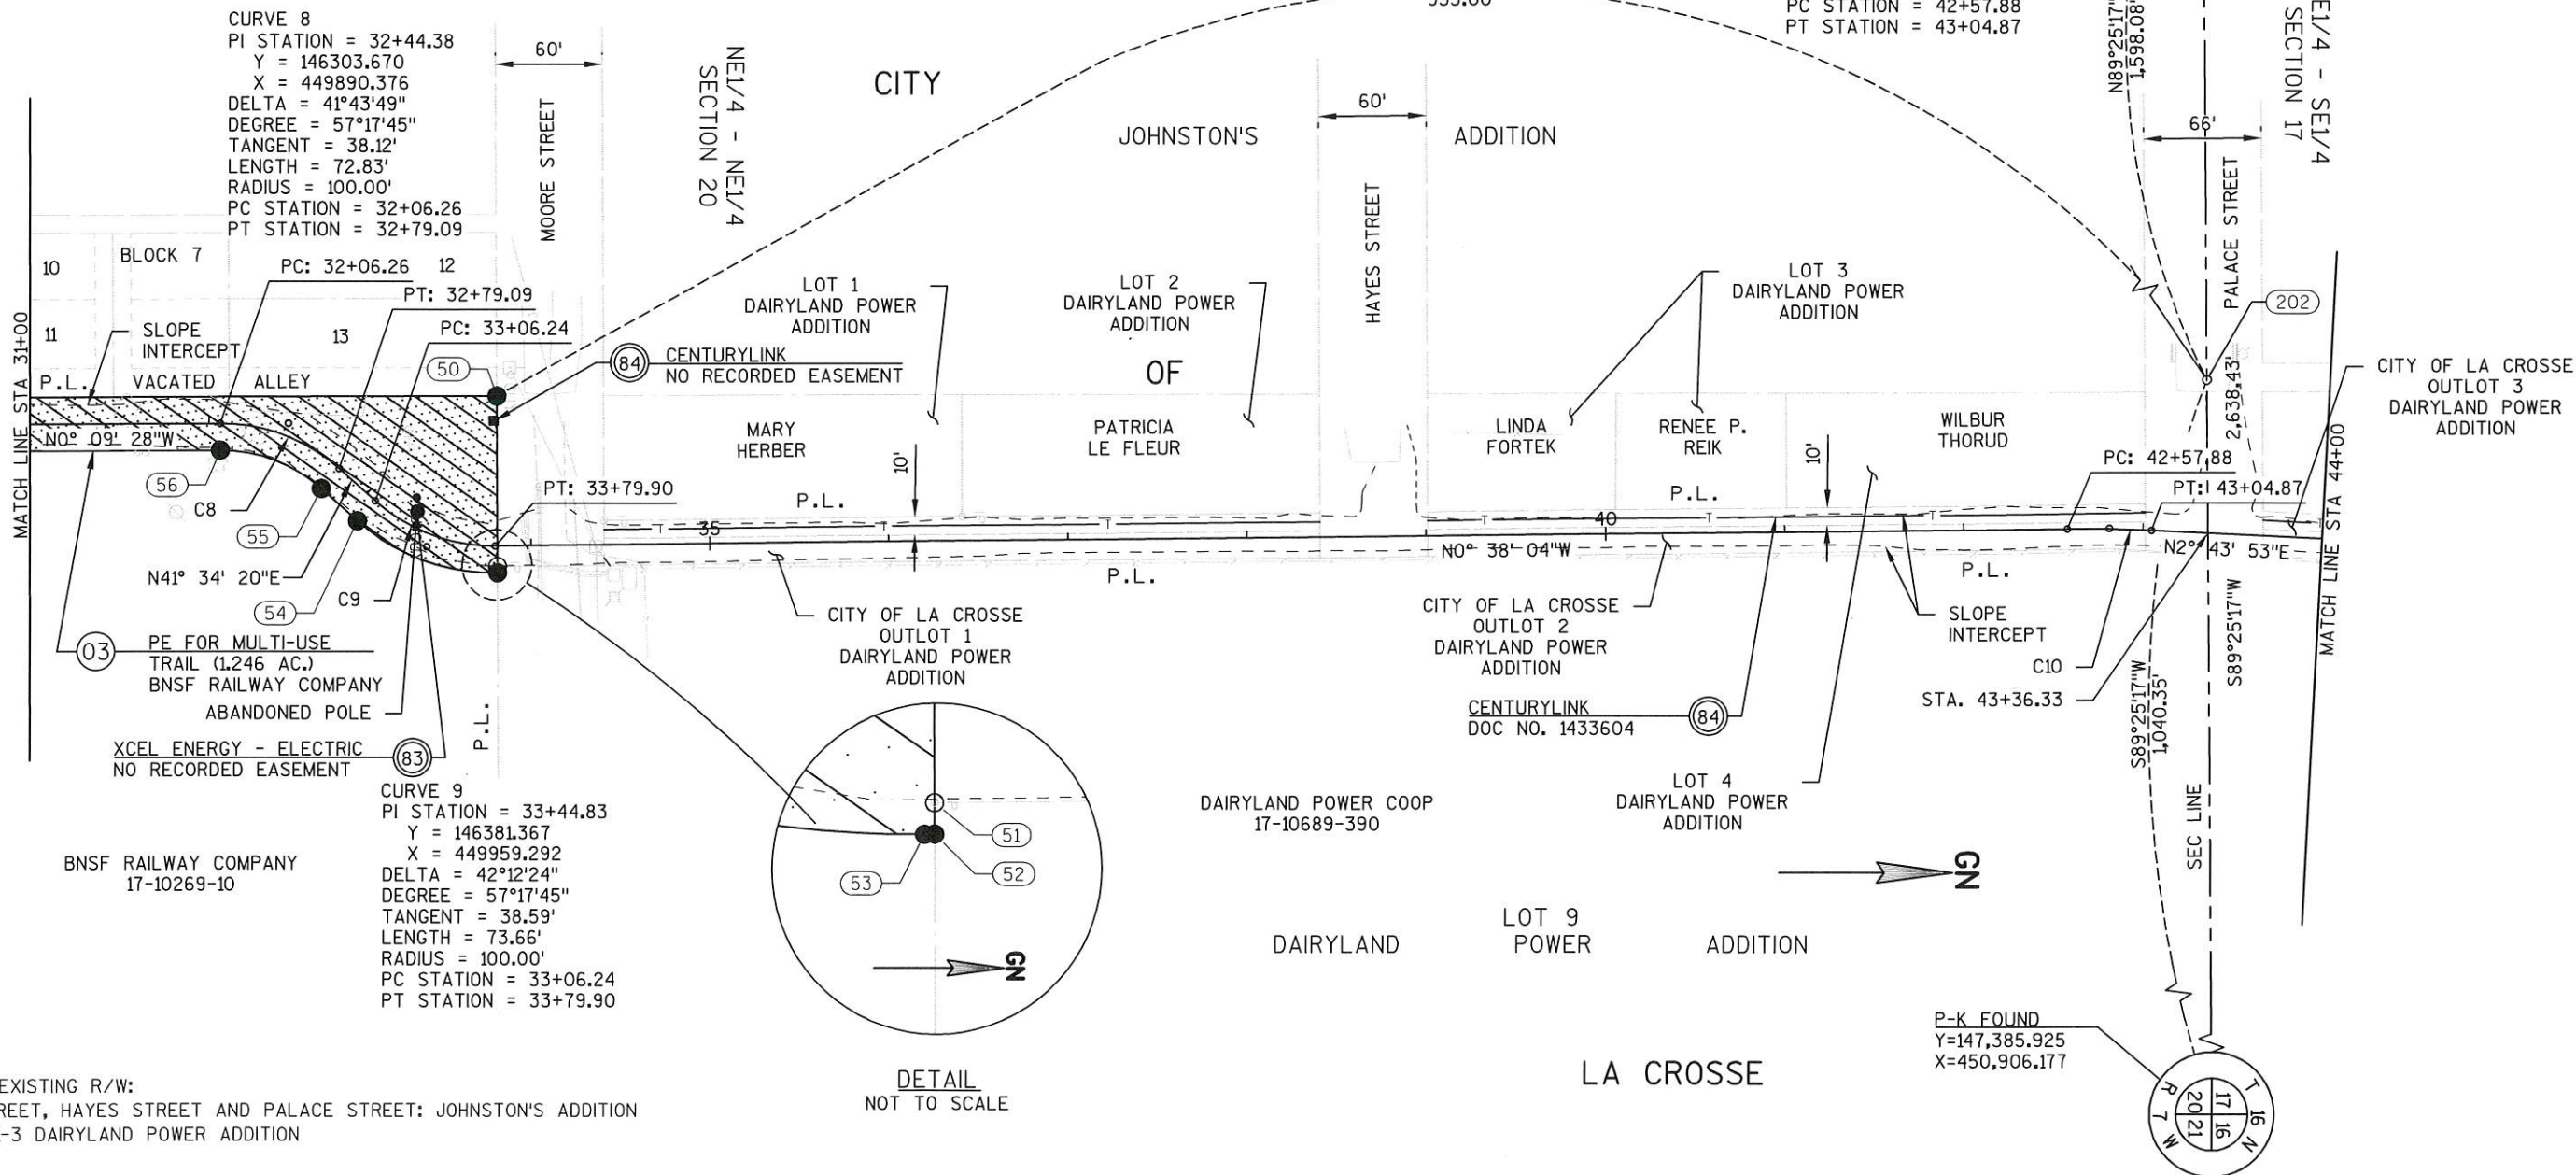 CURVE 8
PI STATION = 32+44.38
Y = 146303.670
X = 449890.376
DELTA = 41°43'49"
DEGREE = 57°17'45"
TANGENT = 38.12'
LENGTH = 72.83'
RADIUS = 100.00'
PC STATION = 32+06.26
PT STATION = 32+79.09
60'
MOORE STREET
NE1/4 - NE1/4
SECTION 20
CITY
JOHNSTON'S ADDITION
60'
HAYES STREET
PC STATION = 42+57.88
PT STATION = 43+04.87
N89°25'17"
1,598.08'
E1/4 - SE1/4
SECTION 17
66'
PALACE STREET
202
2,638.43'
MATCH LINE STA 31+00
10
BLOCK 7
PC: 32+06.26
12
PT: 32+79.09
11
SLOPE
INTERCEPT
13
PC: 33+06.24
P.L.
VACATED ALLEY
50
84
CENTURYLINK
NO RECORDED EASEMENT
LOT 1
DAIRYLAND POWER
ADDITION
LOT 2
DAIRYLAND POWER
ADDITION
OF
LOT 3
DAIRYLAND POWER
ADDITION
CITY OF LA CROSSE
OUTLOT 3
DAIRYLAND POWER
ADDITION
MARY
HERBER
PATRICIA
LE FLEUR
LINDA
FORTEK
RENEE P.
REIK
WILBUR
THORUD
N0° 09' 28"W
56
C8
55
N41° 34' 20"E
54
C9
PT: 33+79.90
10'
P.L.
35
T
T
T
N0° 38' 04"W
P.L.
T
40
T
T
10'
P.L.
PC: 42+57.88
PT: 43+04.87
N2° 43' 53"E
P.L.
MATCH LINE STA 44+00
03
PE FOR MULTI-USE
TRAIL (1.246 AC.)
BNSF RAILWAY COMPANY
ABANDONED POLE
XCEL ENERGY - ELECTRIC
NO RECORDED EASEMENT
83
P.L.
CITY OF LA CROSSE
OUTLOT 1
DAIRYLAND POWER
ADDITION
CITY OF LA CROSSE
OUTLOT 2
DAIRYLAND POWER
ADDITION
SLOPE
INTERCEPT
C10
STA. 43+36.33
S89°25'17"W
1,040.35'
S89°25'17"W
CENTURYLINK
DOC NO. 1433604
84
LOT 4
DAIRYLAND POWER
ADDITION
SEC LINE
CURVE 9
PI STATION = 33+44.83
Y = 146381.367
X = 449959.292
DELTA = 42°12'24"
DEGREE = 57°17'45"
TANGENT = 38.59'
LENGTH = 73.66'
RADIUS = 100.00'
PC STATION = 33+06.24
PT STATION = 33+79.90
BNSF RAILWAY COMPANY
17-10269-10
51
52
53
GN
DETAIL
NOT TO SCALE
DAIRYLAND POWER COOP
17-10689-390
GN
LOT 9
DAIRYLAND POWER ADDITION
LA CROSSE
P-K FOUND
Y=147,385.925
X=450,906.177
T 16 N
R 7 W
17 16
20 21
EXISTING R/W:
REET, HAYES STREET AND PALACE STREET: JOHNSTON'S ADDITION
-3 DAIRYLAND POWER ADDITION